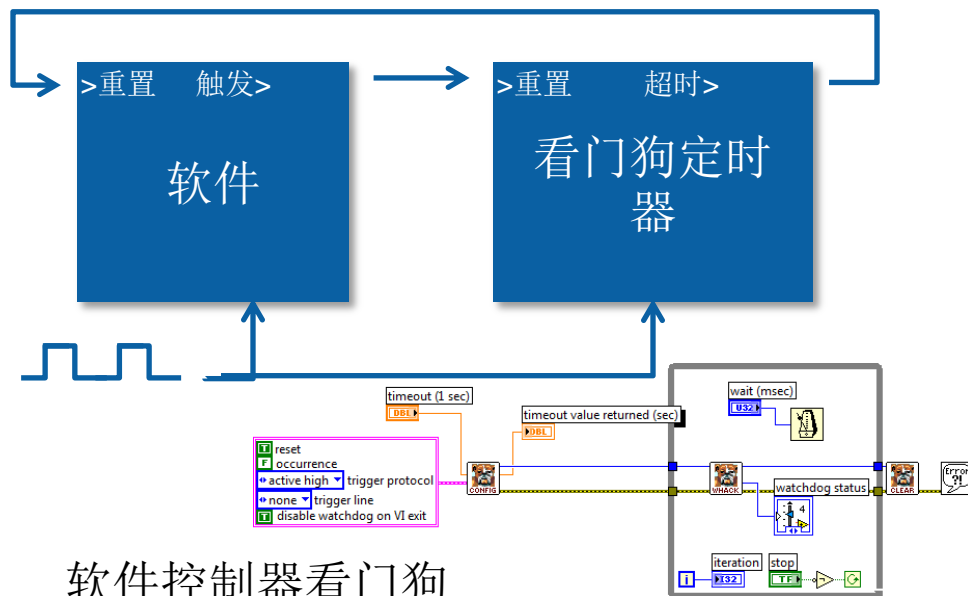 >重置 触发>
软件
>重置 超时>
看门狗定时
器
timeout (1 sec)
DBL
timeout value returned (sec)
DBL
wait (msec)
U32
T reset
F occurrence
active high trigger protocol
none trigger line
T disable watchdog on VI exit
CONFIG
WHACK
watchdog status
4
CLEAR
Error
?!
iteration
i
I32
stop
TF
软件控制器看门狗